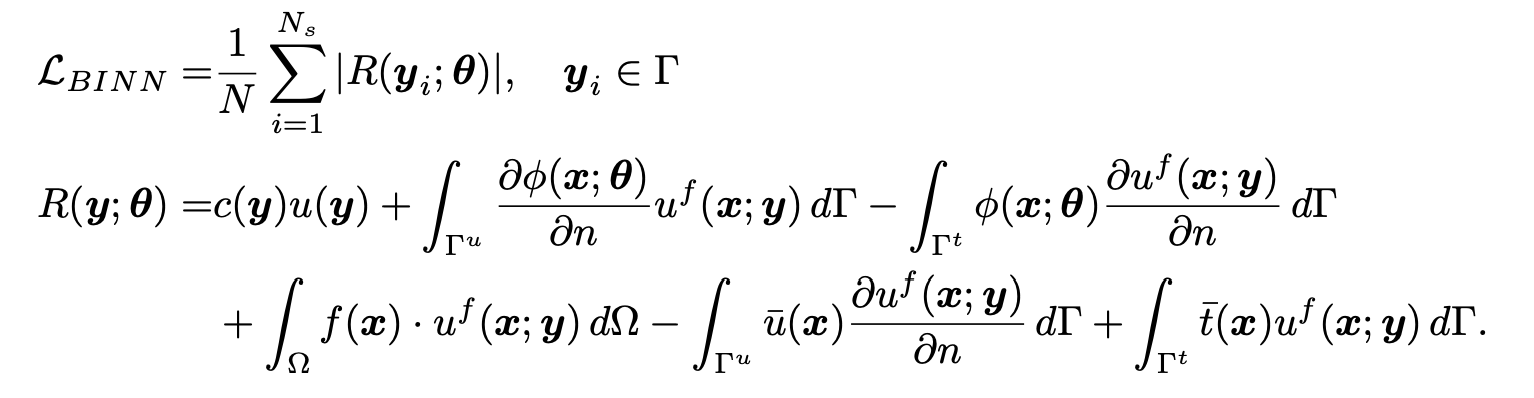 \mathcal{L}_{BINN} = \frac{1}{N} \sum_{i=1}^{N_s} |R(\boldsymbol{y}_i; \boldsymbol{\theta})|, \quad \boldsymbol{y}_i \in \Gamma
R(\boldsymbol{y}; \boldsymbol{\theta}) = c(\boldsymbol{y})u(\boldsymbol{y}) + \int_{\Gamma^u} \frac{\partial \phi(\boldsymbol{x}; \boldsymbol{\theta})}{\partial n} u^f(\boldsymbol{x}; \boldsymbol{y}) \, d\Gamma - \int_{\Gamma^t} \phi(\boldsymbol{x}; \boldsymbol{\theta}) \frac{\partial u^f(\boldsymbol{x}; \boldsymbol{y})}{\partial n} \, d\Gamma
+ \int_{\Omega} f(\boldsymbol{x}) \cdot u^f(\boldsymbol{x}; \boldsymbol{y}) \, d\Omega - \int_{\Gamma^u} \bar{u}(\boldsymbol{x}) \frac{\partial u^f(\boldsymbol{x}; \boldsymbol{y})}{\partial n} \, d\Gamma + \int_{\Gamma^t} \bar{t}(\boldsymbol{x}) u^f(\boldsymbol{x}; \boldsymbol{y}) \, d\Gamma.